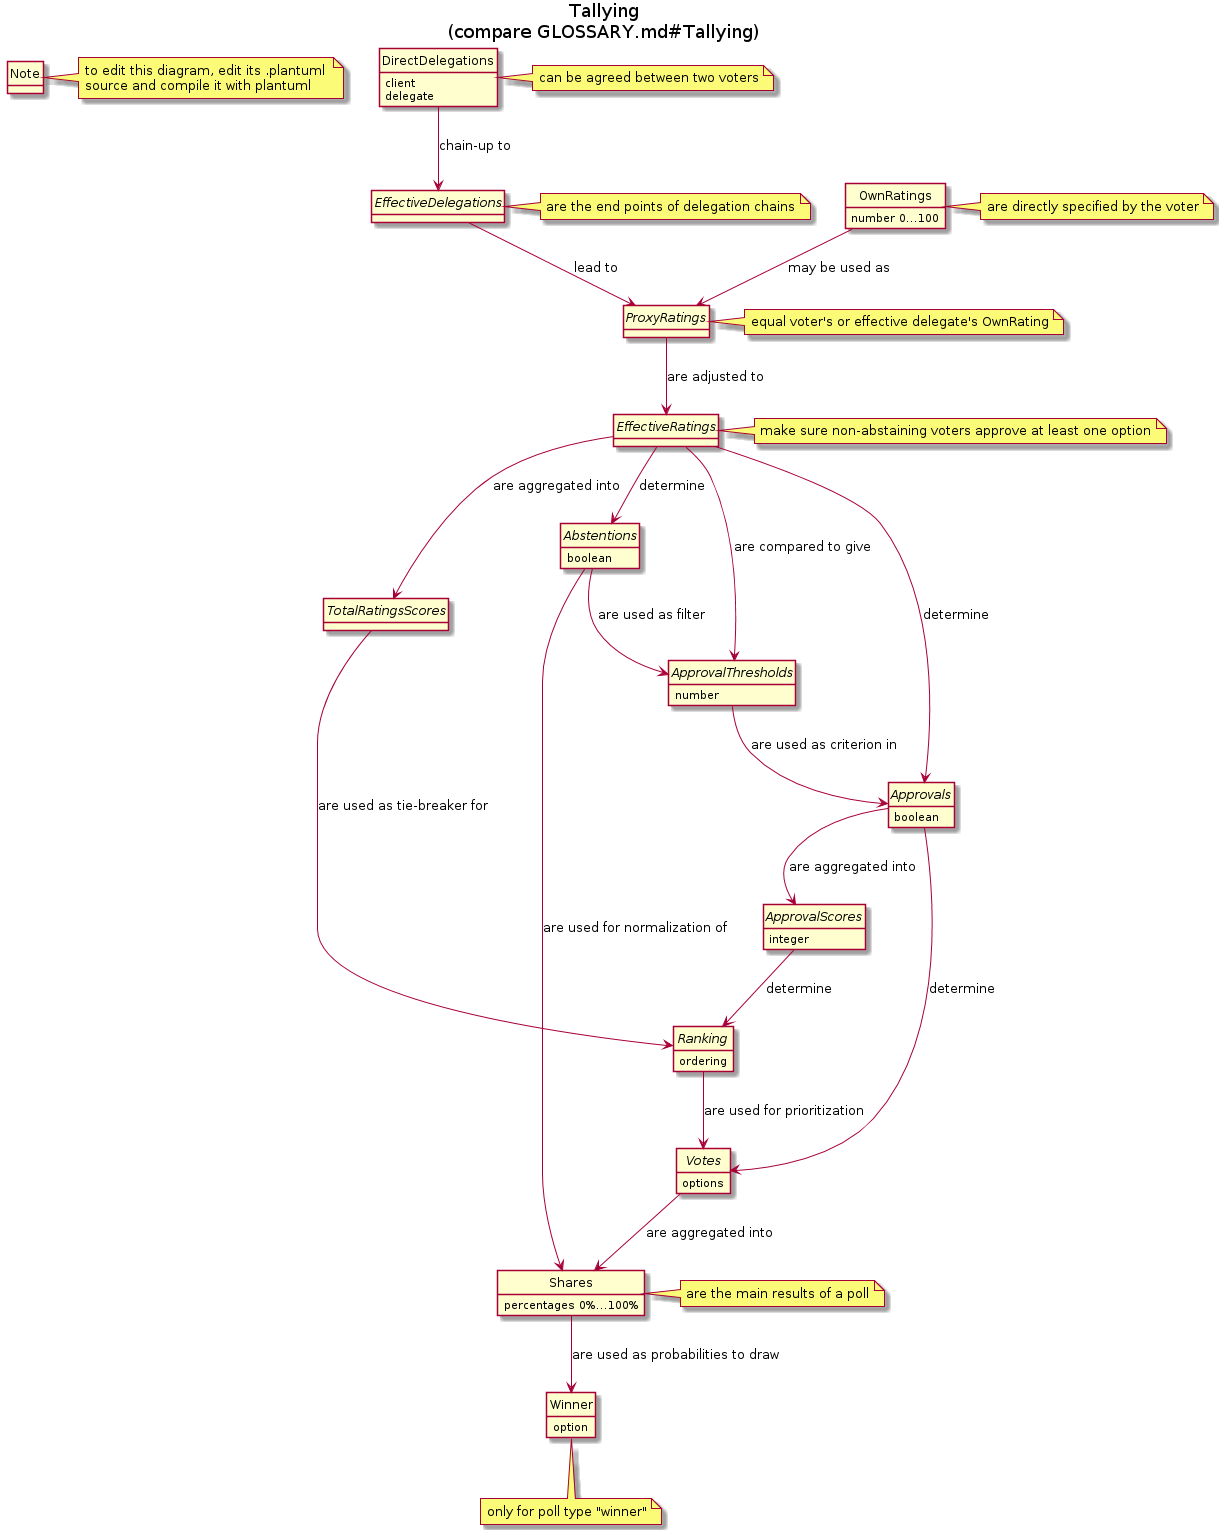 Tallying
(compare GLOSSARY.md#Tallying)
Note
to edit this diagram, edit its .plantuml
source and compile it with plantuml
DirectDelegations
client
delegate
can be agreed between two voters
chain-up to
EffectiveDelegations
are the end points of delegation chains
OwnRatings
number 0...100
are directly specified by the voter
lead to
may be used as
ProxyRatings
equal voter's or effective delegate's OwnRating
are adjusted to
EffectiveRatings
make sure non-abstaining voters approve at least one option
are aggregated into
determine
Abstentions
boolean
are compared to give
TotalRatingsScores
are used as filter
determine
ApprovalThresholds
number
are used as criterion in
Approvals
boolean
are used as tie-breaker for
are aggregated into
ApprovalScores
integer
are used for normalization of
determine
determine
Ranking
ordering
are used for prioritization
Votes
options
are aggregated into
Shares
percentages 0%...100%
are the main results of a poll
are used as probabilities to draw
Winner
option
only for poll type "winner"